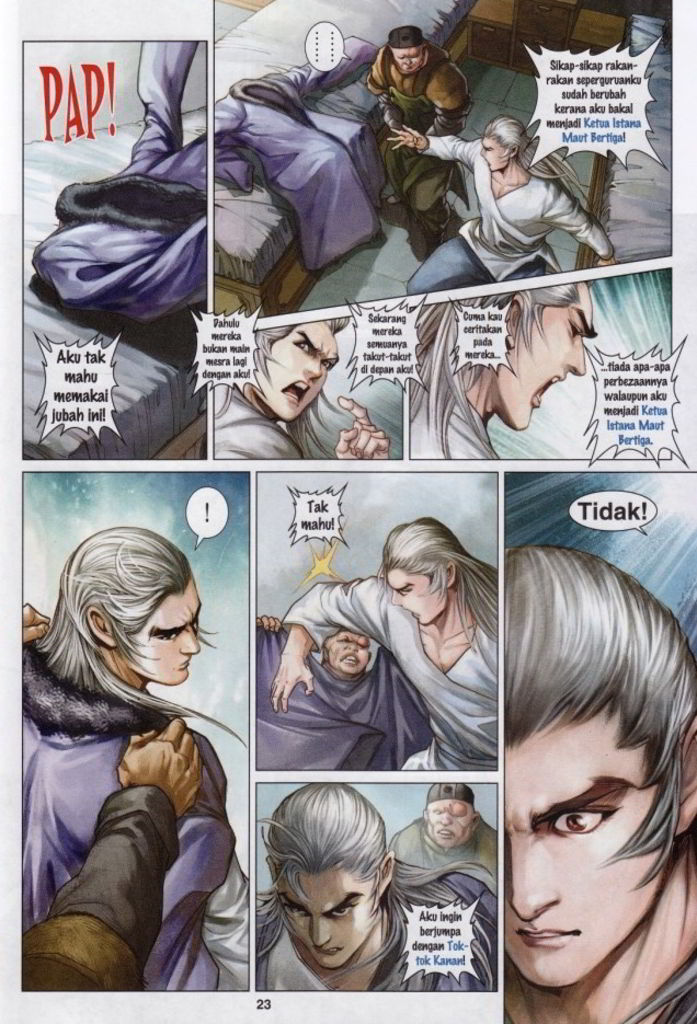 PAP!
Aku tak
mahu
memakai
jubah ini!
Sikap-sikap rakan-
rakan seperguruanku
sudah berubah
kerana aku bakal
menjadi Ketua Istana
Maut Bertiga!
Dahulu
mereka
bukan main
mesra lagi
dengan aku!
Sekarang
mereka
semuanya
takut-takut
di depan aku!
Cuma kau
ceritakan
pada
mereka...
...tiada apa-apa
perbezaannya
walaupun aku
menjadi Ketua
Istana Maut
Bertiga.
!
Tak
mahu!
Aku ingin
berjumpa
dengan Tok-
tok Kanan!
Tidak!
23